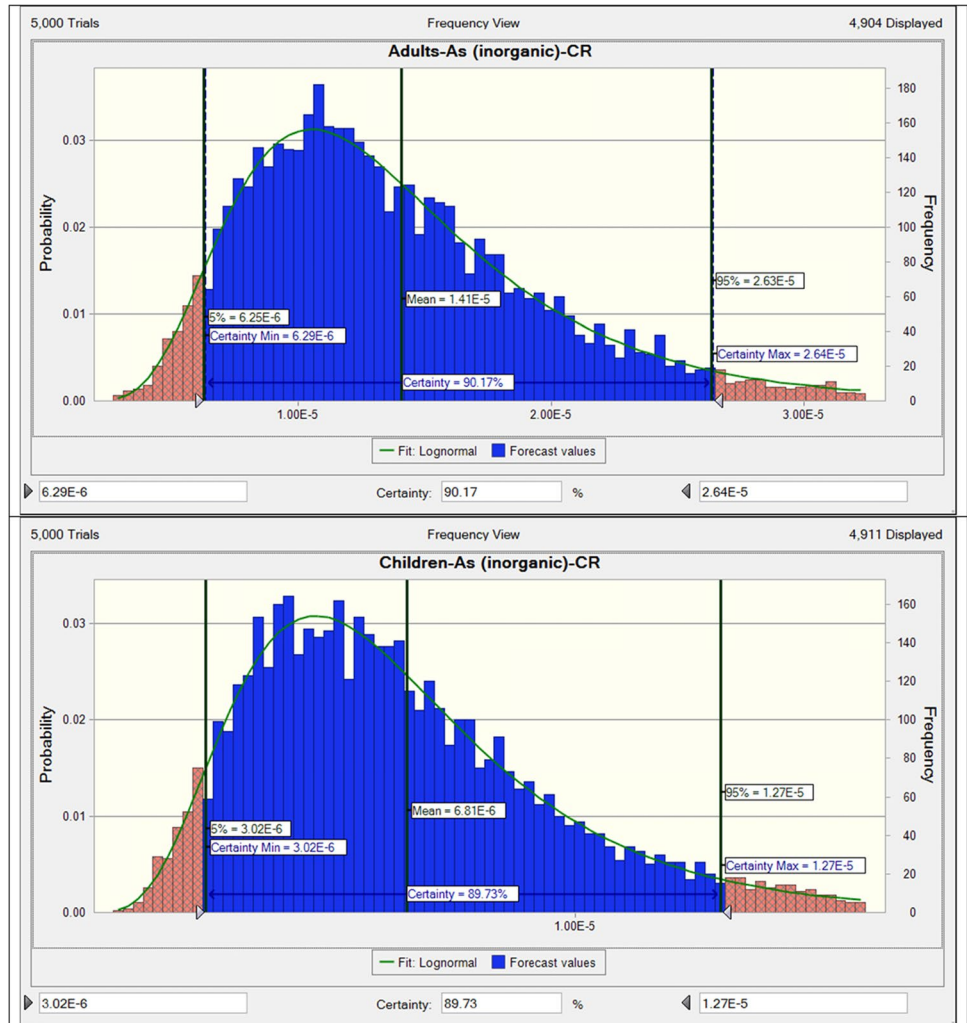 5,000 Trials Frequency View 4,904 Displayed
Adults-As (inorganic)-CR
Probability
Frequency
180
160
0.03
140
120
0.02
100
80
95% = 2.63E-5
Mean = 1.41E-5
60
5% = 6.25E-6
0.01
Certainty Min = 6.29E-6
40
Certainty Max = 2.64E-5
20
Certainty = 90.17%
0.00 0
1.00E-5 2.00E-5 3.00E-5
Fit: Lognormal Forecast values
6.29E-6 Certainty: 90.17 % 2.64E-5
5,000 Trials Frequency View 4,911 Displayed
Children-As (inorganic)-CR
Probability
Frequency
160
0.03
140
120
0.02 100
80
95% = 1.27E-5
60
Mean = 6.81E-6
0.01
5% = 3.02E-6
40
Certainty Min = 3.02E-6
Certainty Max = 1.27E-5
20
Certainty = 89.73%
0.00 0
1.00E-5
Fit: Lognormal Forecast values
3.02E-6 Certainty: 89.73 % 1.27E-5